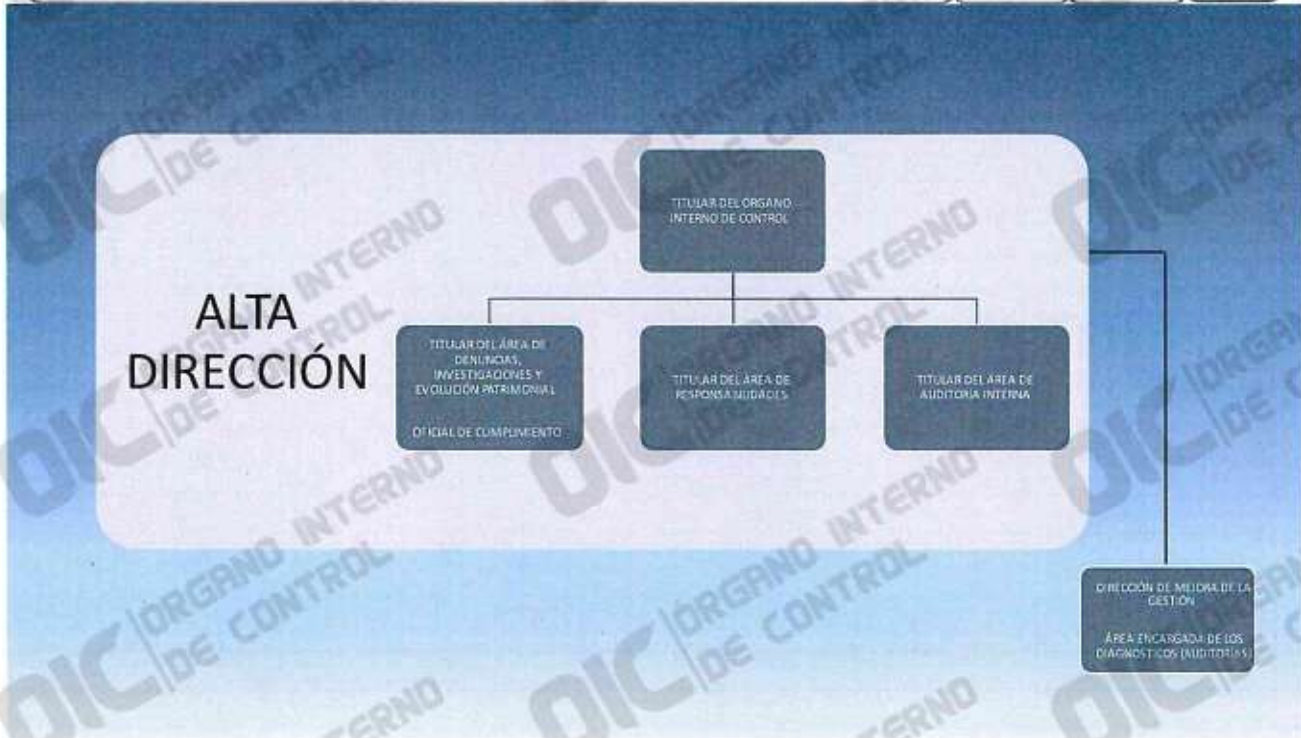 TITULAR DEL ÓRGANO
INTERNO DE CONTROL
ALTA
DIRECCIÓN
TITULAR DEL ÁREA DE
DENUNCIAS,
INVESTIGACIONES Y
EVOLUCIÓN PATRIMONIAL
OFICIAL DE CUMPLIMIENTO
TITULAR DEL ÁREA DE
RESPONSABILIDADES
TITULAR DEL ÁREA DE
AUDITORÍA INTERNA
DIRECCIÓN DE MEJORA DE LA
GESTIÓN
ÁREA ENCARGADA DE LOS
DIAGNOSTICOS (AUDITORÍAS)
OIC ÓRGANO INTERNO
DE CONTROL